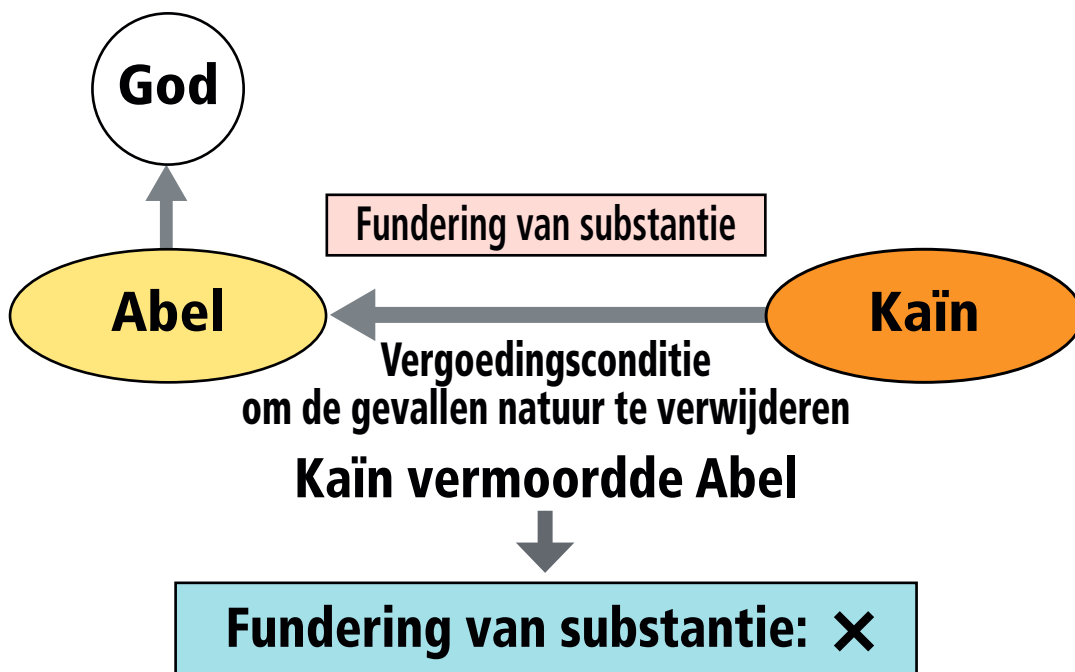 God
Fundering van substantie
Abel
Kaïn
Vergoedingsconditie
om de gevallen natuur te verwijderen
Kaïn vermoordde Abel
Fundering van substantie: ×